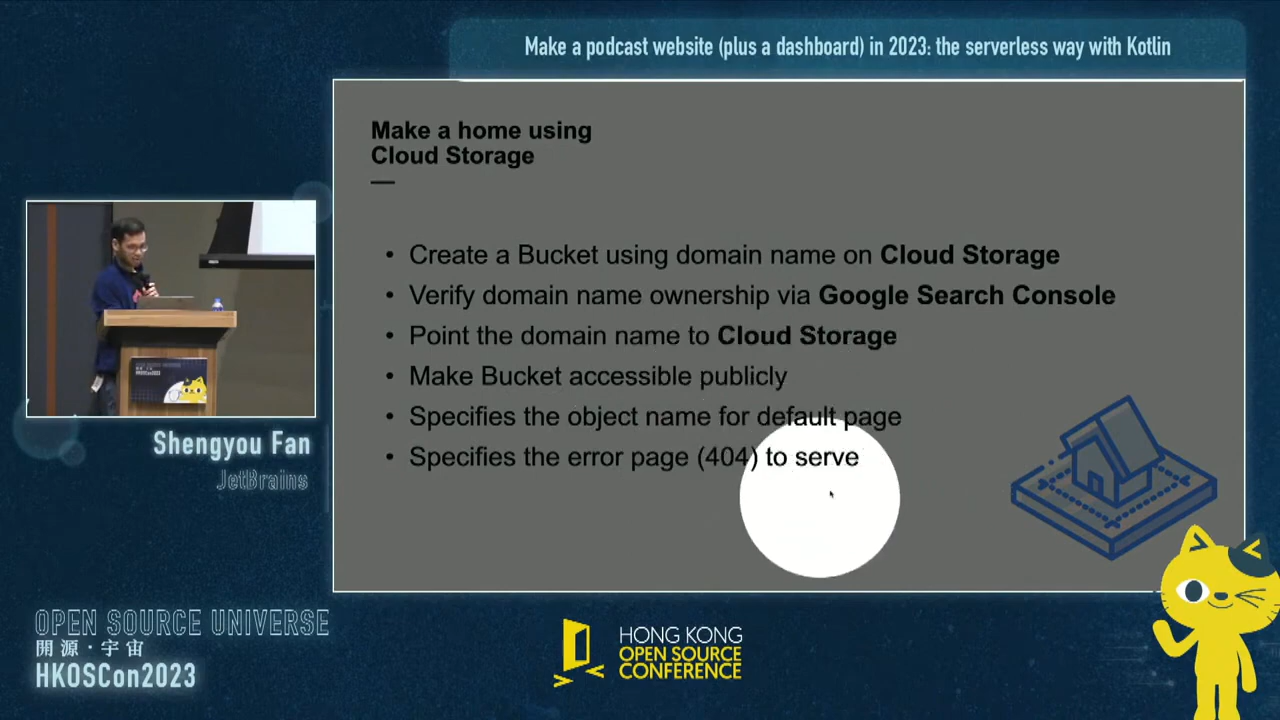 Make a podcast website (plus a dashboard) in 2023: the serverless way with Kotlin
Make a home using
Cloud Storage
• Create a Bucket using domain name on Cloud Storage
• Verify domain name ownership via Google Search Console
• Point the domain name to Cloud Storage
• Make Bucket accessible publicly
• Specifies the object name for default page
• Specifies the error page (404) to serve
Shengyou Fan
JetBrains
OPEN SOURCE UNIVERSE
開源·宇宙
HKOSCon2023
HONG KONG
OPEN SOURCE
CONFERENCE